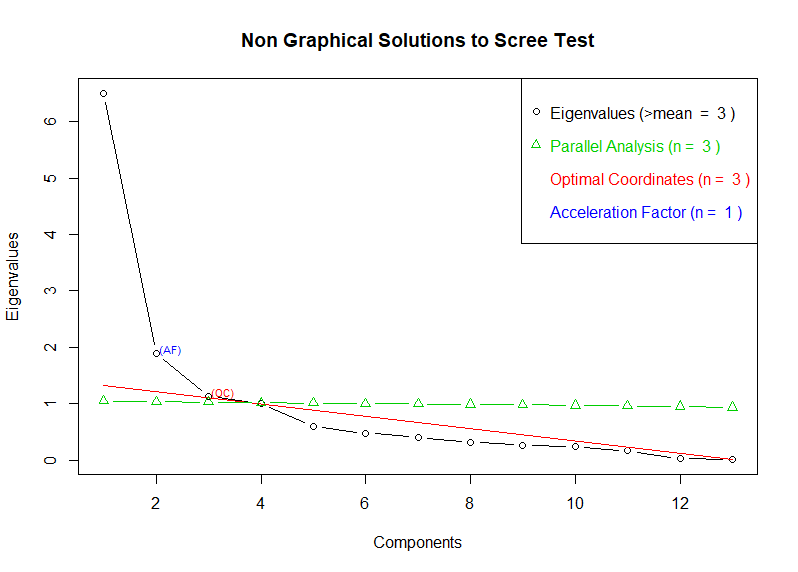 Non Graphical Solutions to Scree Test
Eigenvalues (>mean  =  3 )
Parallel Analysis (n =  3 )
Optimal Coordinates (n =  3 )
Acceleration Factor (n =  1 )
(AF)
(OC)
Eigenvalues
6
5
4
3
2
1
0
2 4 6 8 10 12
Components